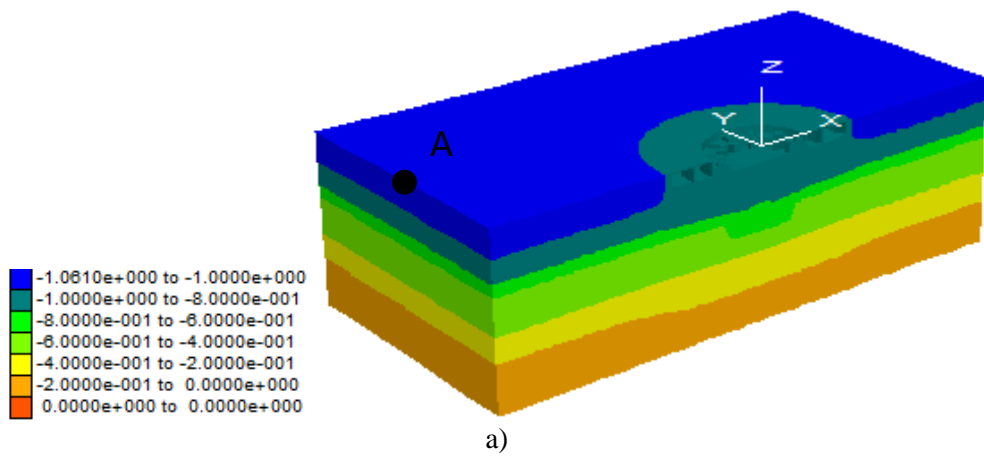 Z
A
Y
X
-1.0610e+000 to -1.0000e+000
-1.0000e+000 to -8.0000e-001
-8.0000e-001 to -6.0000e-001
-6.0000e-001 to -4.0000e-001
-4.0000e-001 to -2.0000e-001
-2.0000e-001 to 0.0000e+000
0.0000e+000 to 0.0000e+000
a)